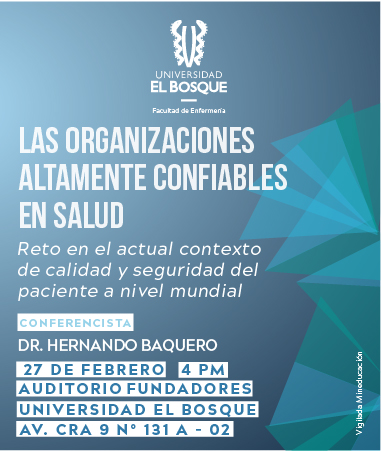 UNIVERSIDAD
EL BOSQUE
Facultad de Enfermería
LAS ORGANIZACIONES
ALTAMENTE CONFIABLES
EN SALUD
Reto en el actual contexto
de calidad y seguridad del
paciente a nivel mundial
CONFERENCISTA
DR. HERNANDO BAQUERO
27 DE FEBRERO 4 PM
AUDITORIO FUNDADORES
UNIVERSIDAD EL BOSQUE
AV. CRA 9 N° 131 A - 02
Vigilada Mineducación